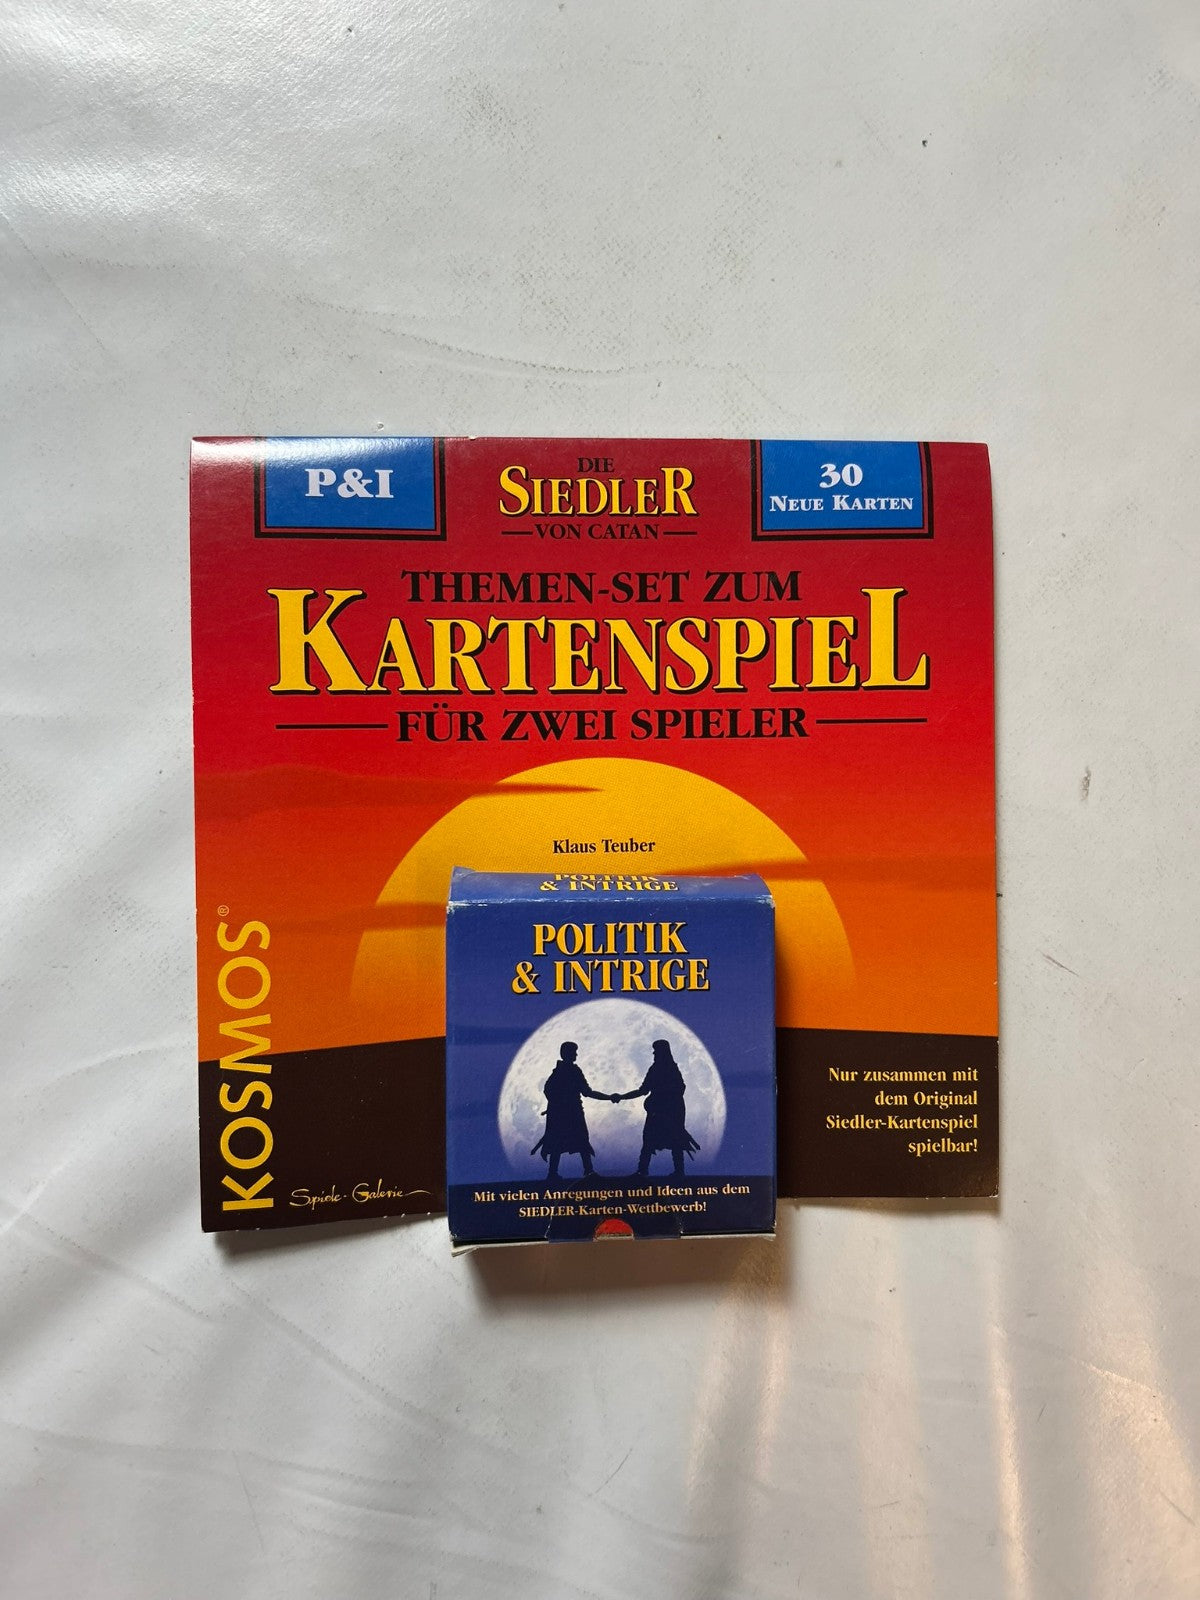 P&I
DIE
SIEDLER
VON CATAN
30
NEUE KARTEN
THEMEN-SET ZUM
KARTENSPIEL
FÜR ZWEI SPIELER
Klaus Teuber
POLITIK
& INTRIGE
POLITIK
& INTRIGE
Mit vielen Anregungen und Ideen aus dem
SIEDLER-Karten-Wettbewerb!
Nur zusammen mit
dem Original
Siedler-Kartenspiel
spielbar!
KOSMOS®
Spiele-Galerie